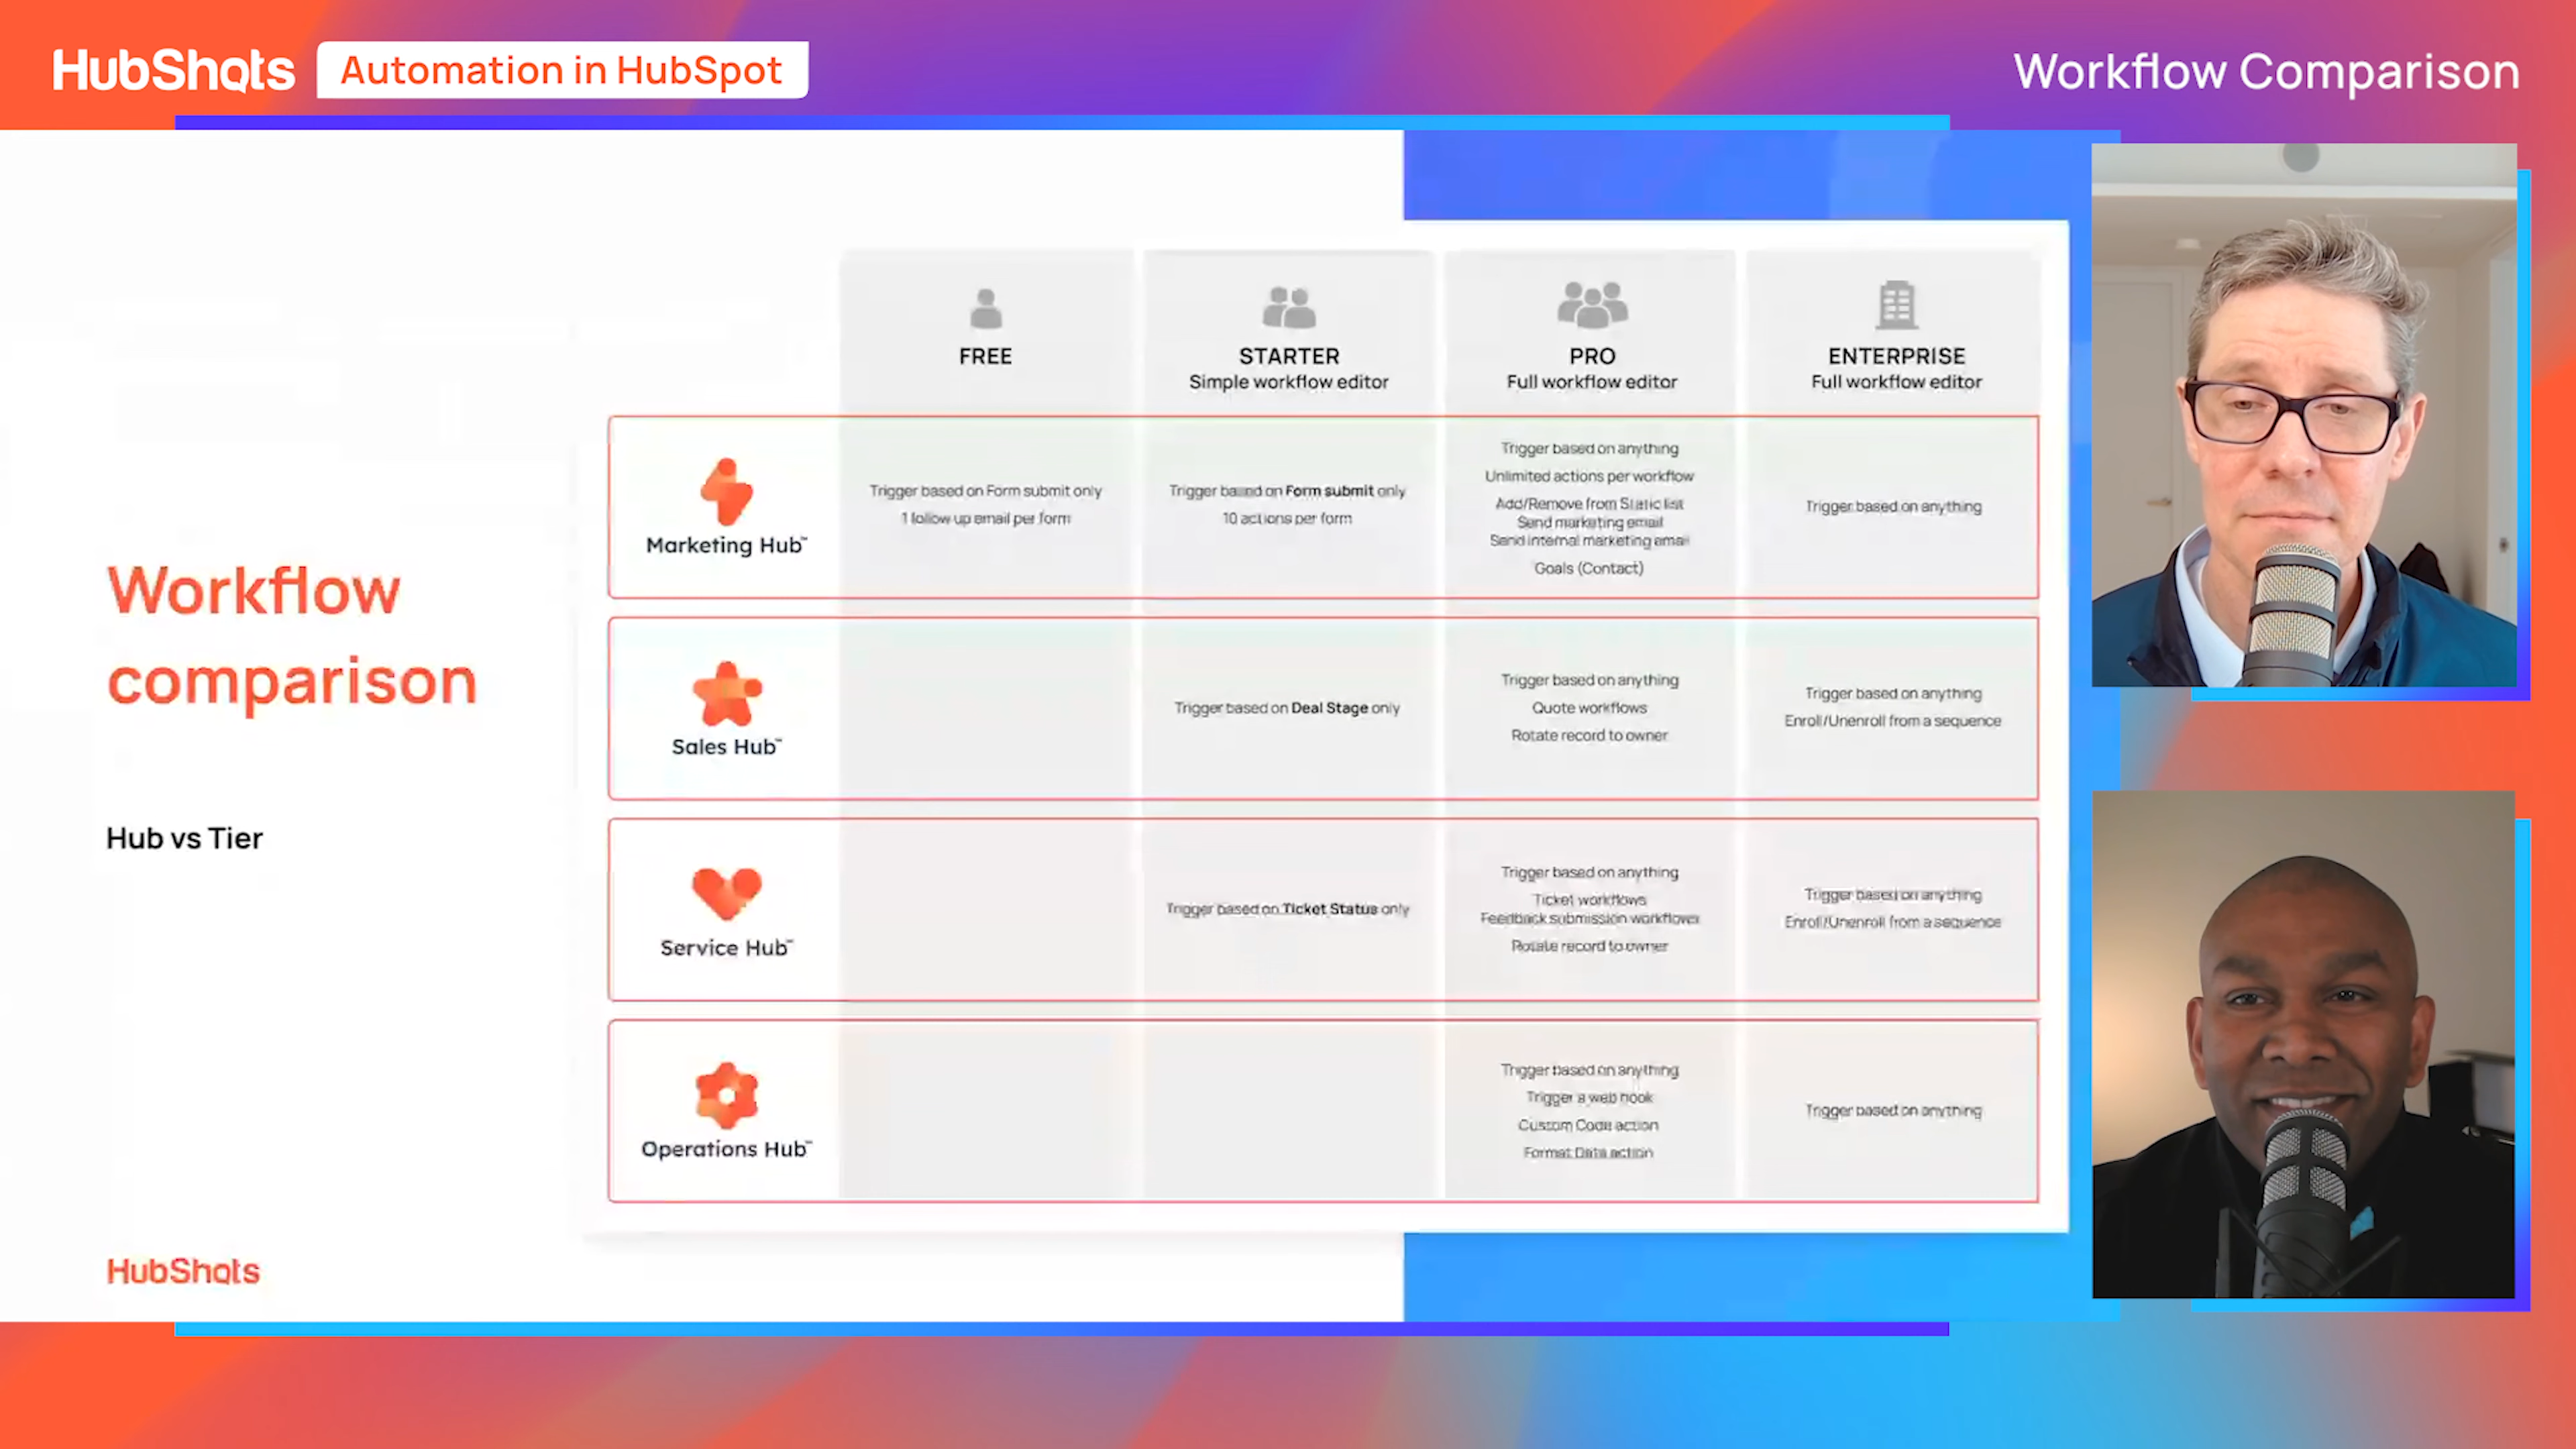 HubShots
Automation in HubSpot
Workflow Comparison
Workflow
comparison
Hub vs Tier
HubShots
FREE
STARTER
Simple workflow editor
PRO
Full workflow editor
ENTERPRISE
Full workflow editor
Marketing Hub™
Trigger based on Form submit only
1 follow up email per form
Trigger based on Form submit only
10 actions per form
Trigger based on anything
Unlimited actions per workflow
Add/Remove from Static list
Send marketing email
Send internal marketing email
Goals (Contact)
Trigger based on anything
Sales Hub™
Trigger based on Deal Stage only
Trigger based on anything
Quote workflows
Rotate record to owner
Trigger based on anything
Enroll/Unenroll from a sequence
Service Hub™
Trigger based on Ticket Status only
Trigger based on anything
Ticket workflows
Feedback submission workflows
Rotate record to owner
Trigger based on anything
Enroll/Unenroll from a sequence
Operations Hub™
Trigger based on anything
Trigger a web hook
Custom Code action
Format Data action
Trigger based on anything